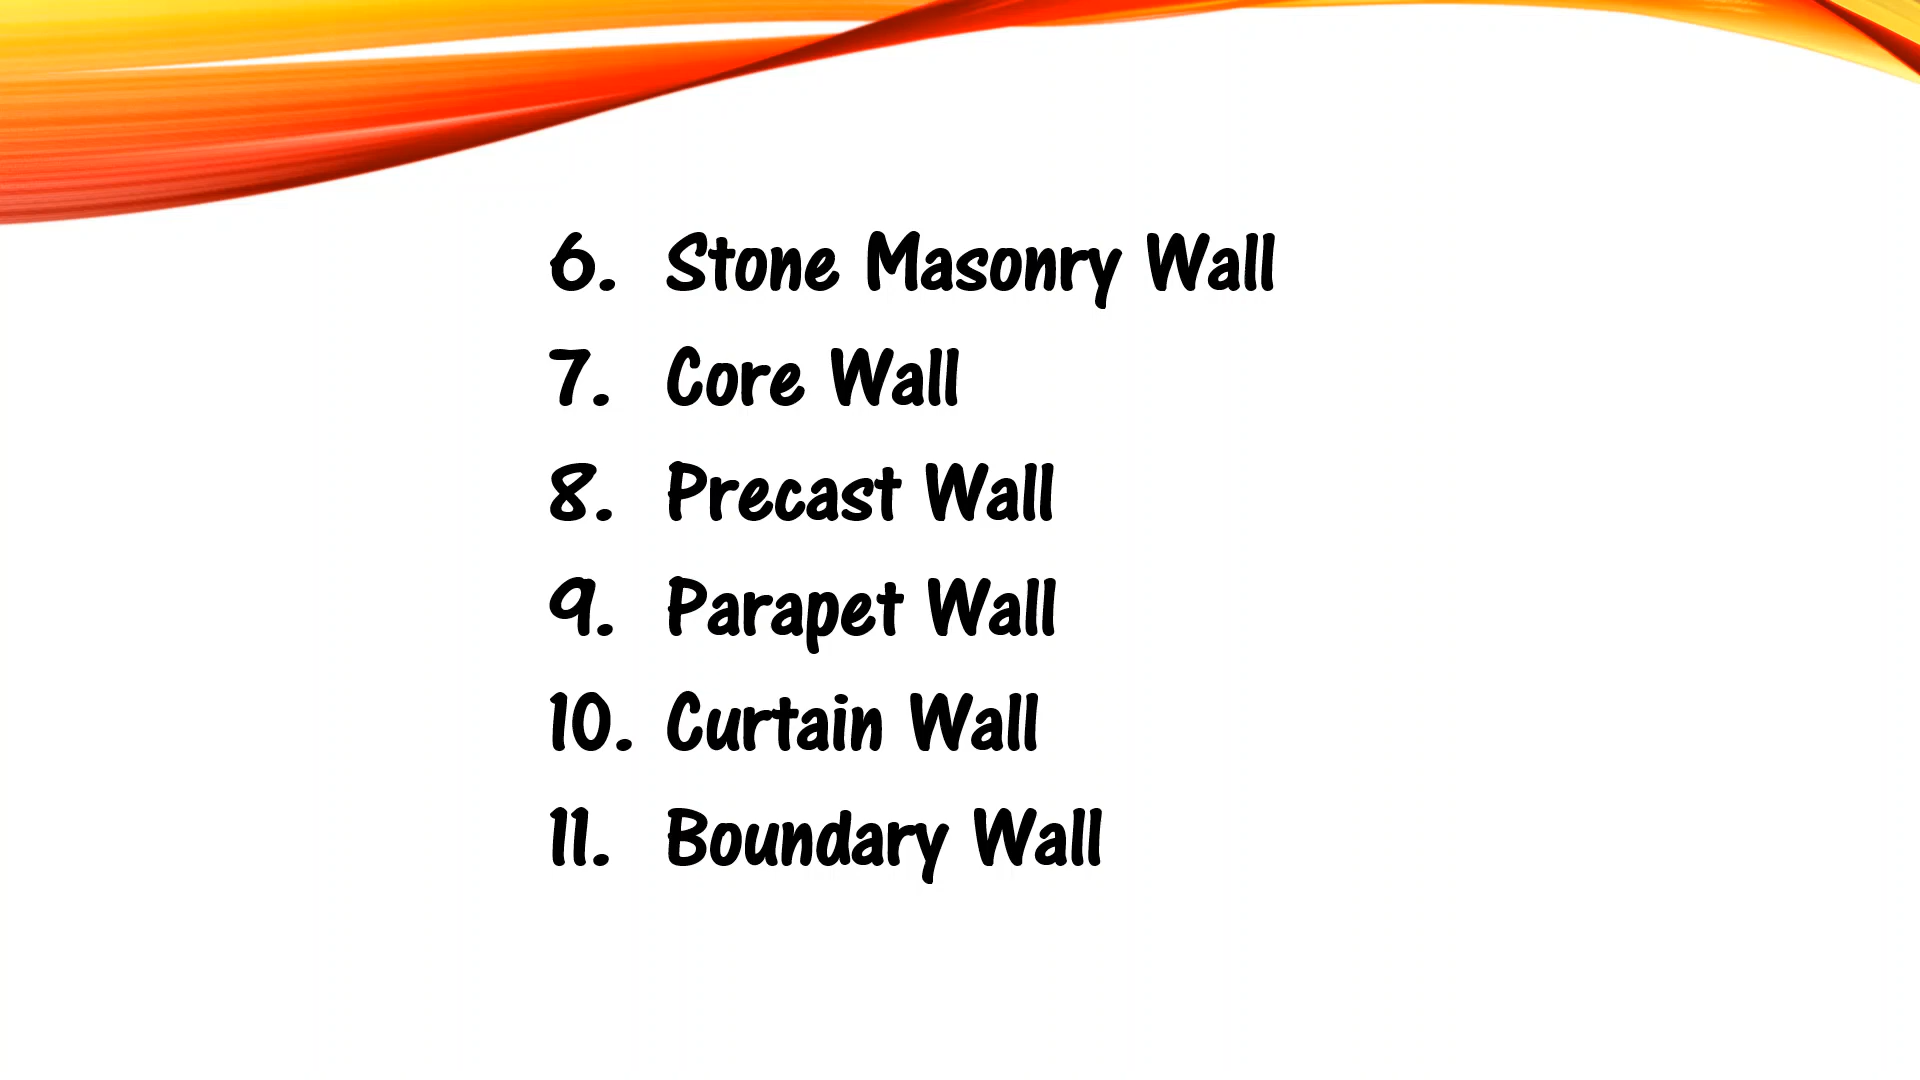 6. Stone Masonry Wall
7. Core Wall
8. Precast Wall
9. Parapet Wall
10. Curtain Wall
11. Boundary Wall